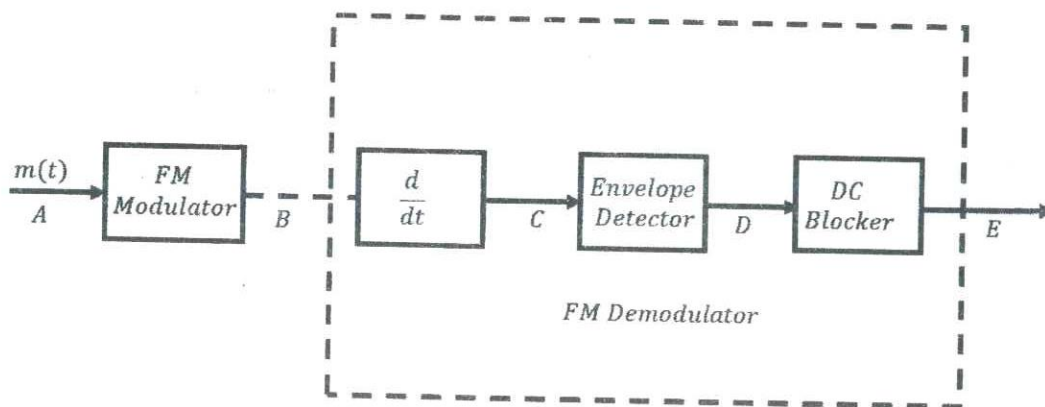 m(t)
A
FM
Modulator
B
d
dt
C
Envelope
Detector
D
DC
Blocker
E
FM Demodulator